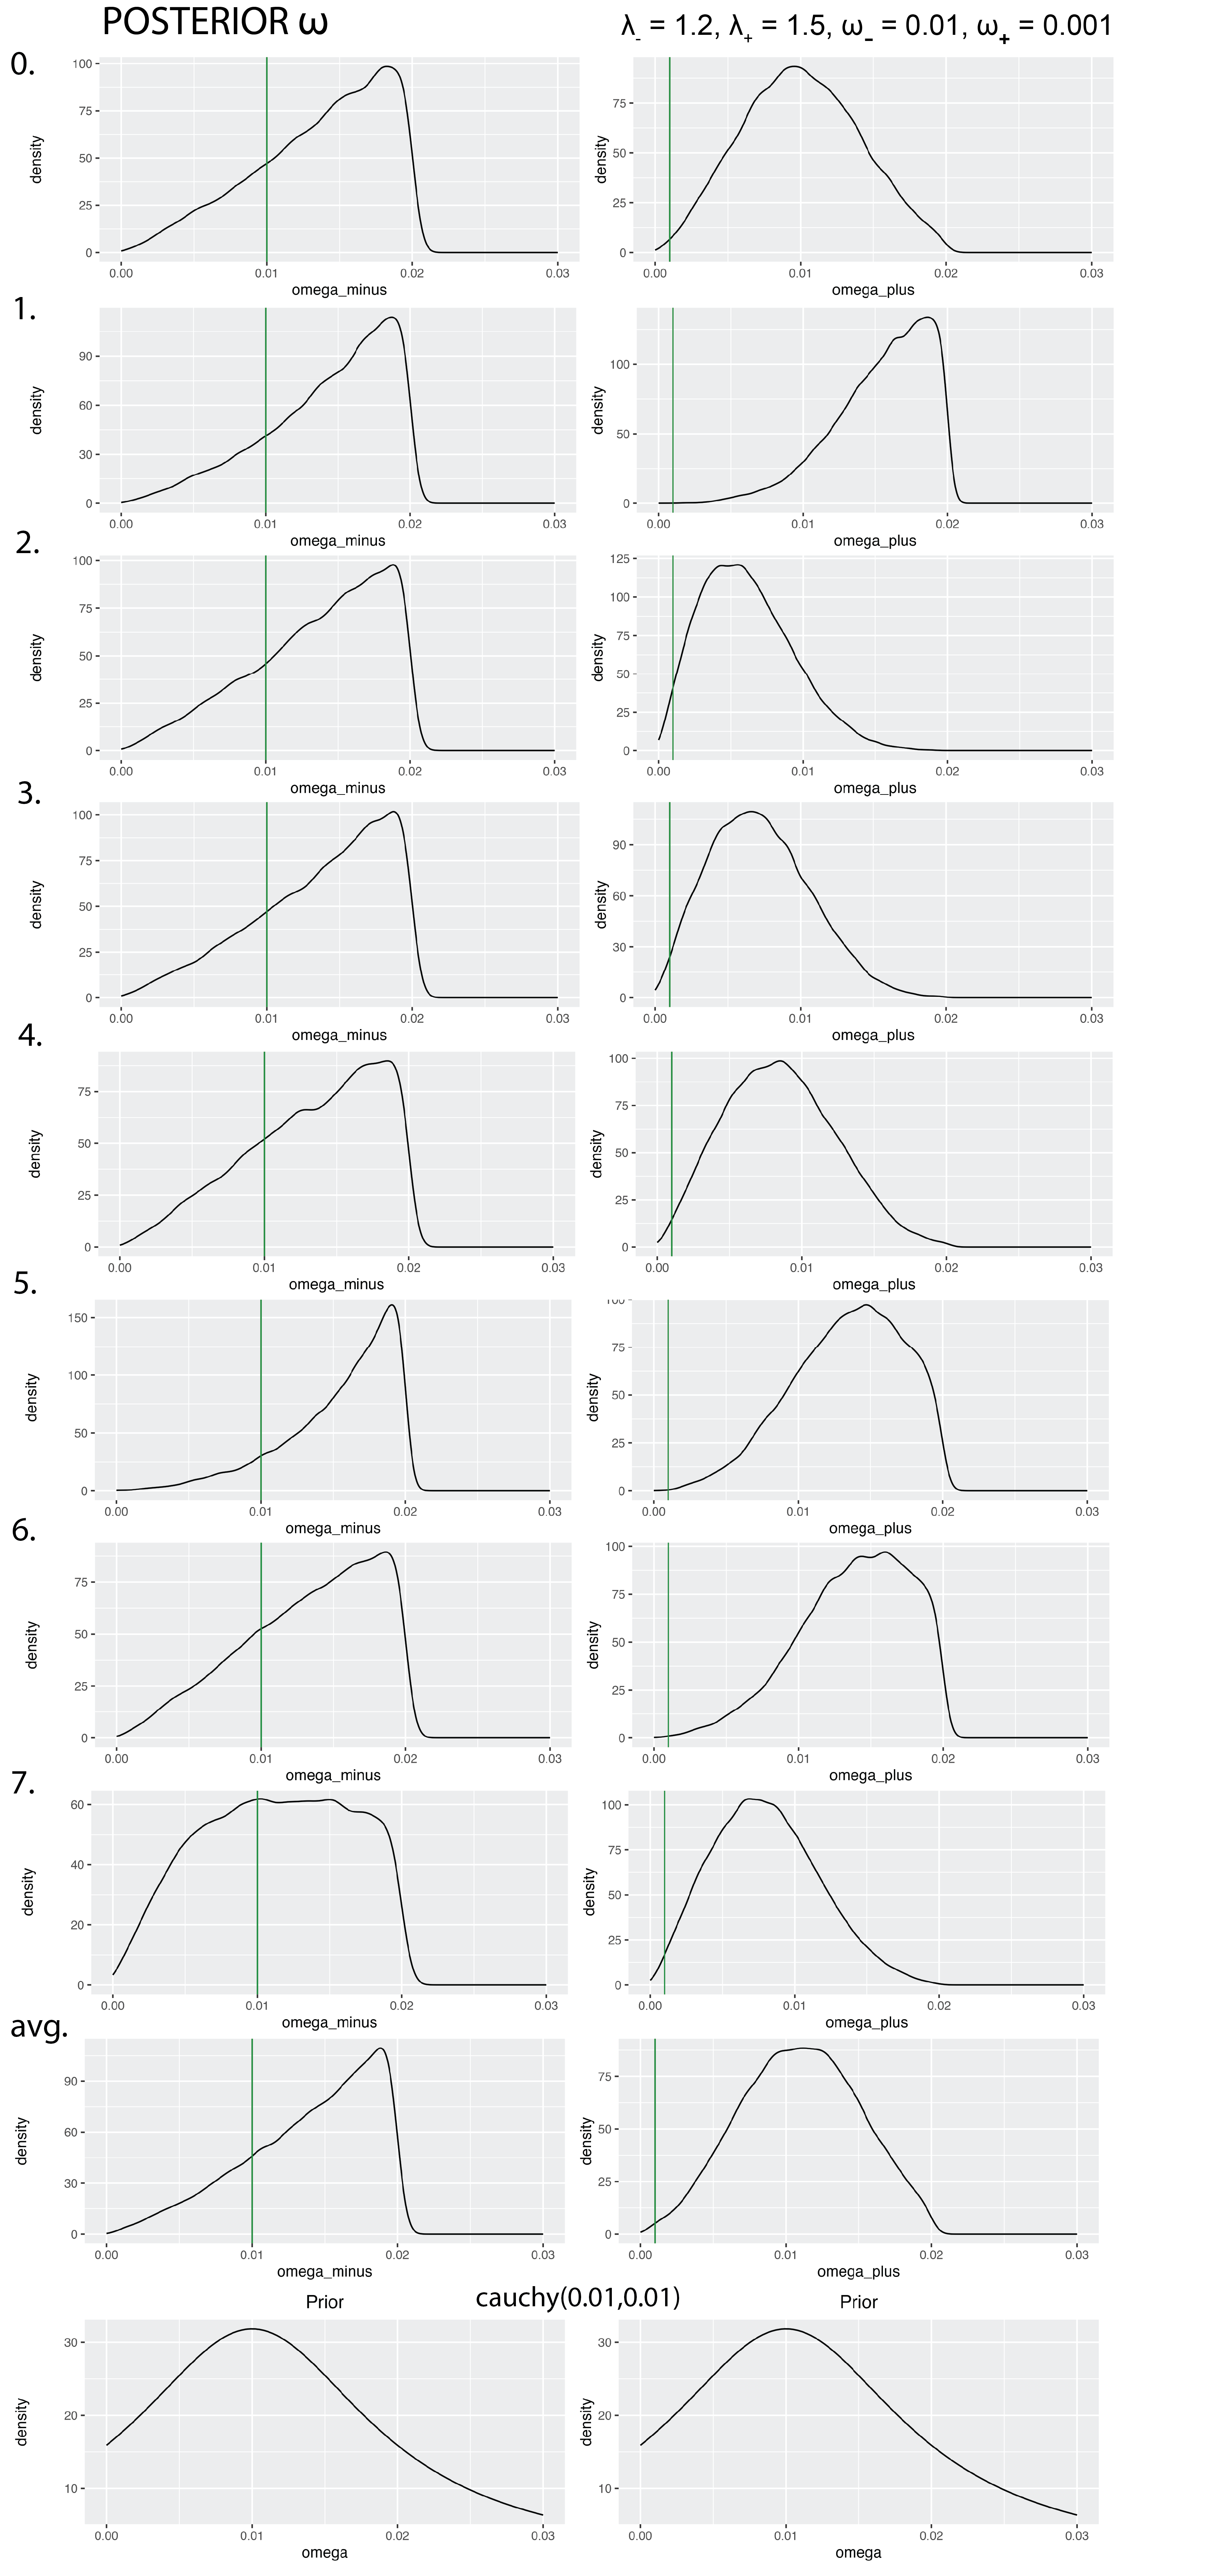 POSTERIOR ω
λ₋ = 1.2, λ₊ = 1.5, ω₋ = 0.01, ω₊ = 0.001
0.
density
100
75
50
25
0
0.00 0.01 0.02 0.03
omega_minus
density
75
50
25
0
0.00 0.01 0.02 0.03
omega_plus
1.
density
90
60
30
0
0.00 0.01 0.02 0.03
omega_minus
density
100
50
0
0.00 0.01 0.02 0.03
omega_plus
2.
density
100
75
50
25
0
0.00 0.01 0.02 0.03
omega_minus
density
125
100
75
50
25
0
0.00 0.01 0.02 0.03
omega_plus
3.
density
100
75
50
25
0
0.00 0.01 0.02 0.03
omega_minus
density
90
60
30
0
0.00 0.01 0.02 0.03
omega_plus
4.
density
75
50
25
0
0.00 0.01 0.02 0.03
omega_minus
density
100
75
50
25
0
0.00 0.01 0.02 0.03
omega_plus
5.
density
150
100
50
0
0.00 0.01 0.02 0.03
omega_minus
density
100
75
50
25
0
0.00 0.01 0.02 0.03
omega_plus
6.
density
75
50
25
0
0.00 0.01 0.02 0.03
omega_minus
density
100
75
50
25
0
0.00 0.01 0.02 0.03
omega_plus
7.
density
60
40
20
0
0.00 0.01 0.02 0.03
omega_minus
density
100
75
50
25
0
0.00 0.01 0.02 0.03
omega_plus
avg.
density
90
60
30
0
0.00 0.01 0.02 0.03
omega_minus
density
75
50
25
0
0.00 0.01 0.02 0.03
omega_plus
cauchy(0.01,0.01)
Prior
density
30
20
10
0.00 0.01 0.02 0.03
omega
Prior
density
30
20
10
0.00 0.01 0.02 0.03
omega